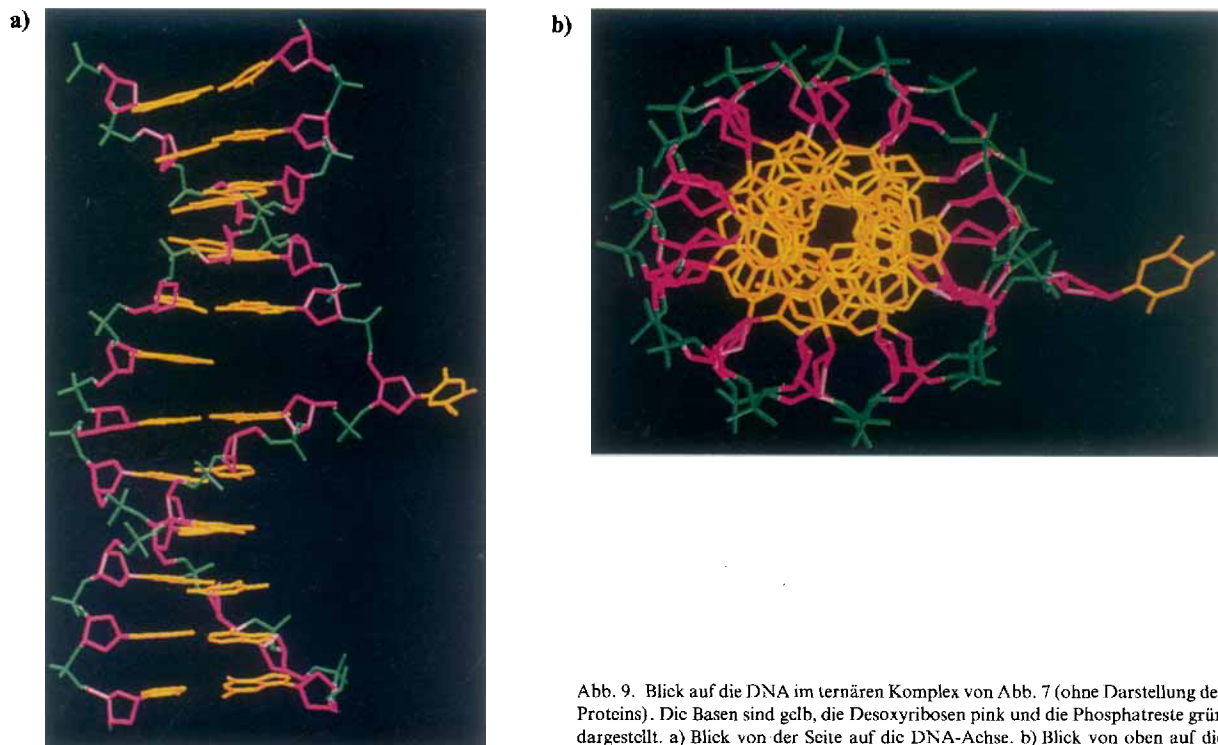 a)
b)
Abb. 9. Blick auf die DNA im ternären Komplex von Abb. 7 (ohne Darstellung de
Proteins). Die Basen sind gelb, die Desoxyribosen pink und die Phosphatreste grün
dargestellt. a) Blick von der Seite auf die DNA-Achse. b) Blick von oben auf die